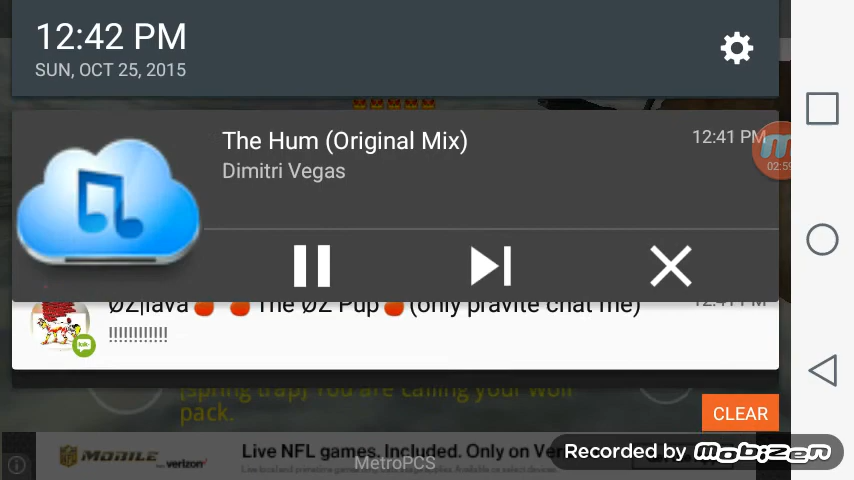 12:42 PM
SUN, OCT 25, 2015
The Hum (Original Mix)
12:41 PM
Dimitri Vegas
02:59
ØZ|lava The ØZ Pup (only pravite chat me)
12:41 PM
!!!!!!!!!!!!
[Spring trap] You are calling your wolf
pack.
CLEAR
NFL MOBILE verizon
Live NFL games. Included. Only on Ver
MetroPCS
Recorded by mobizen